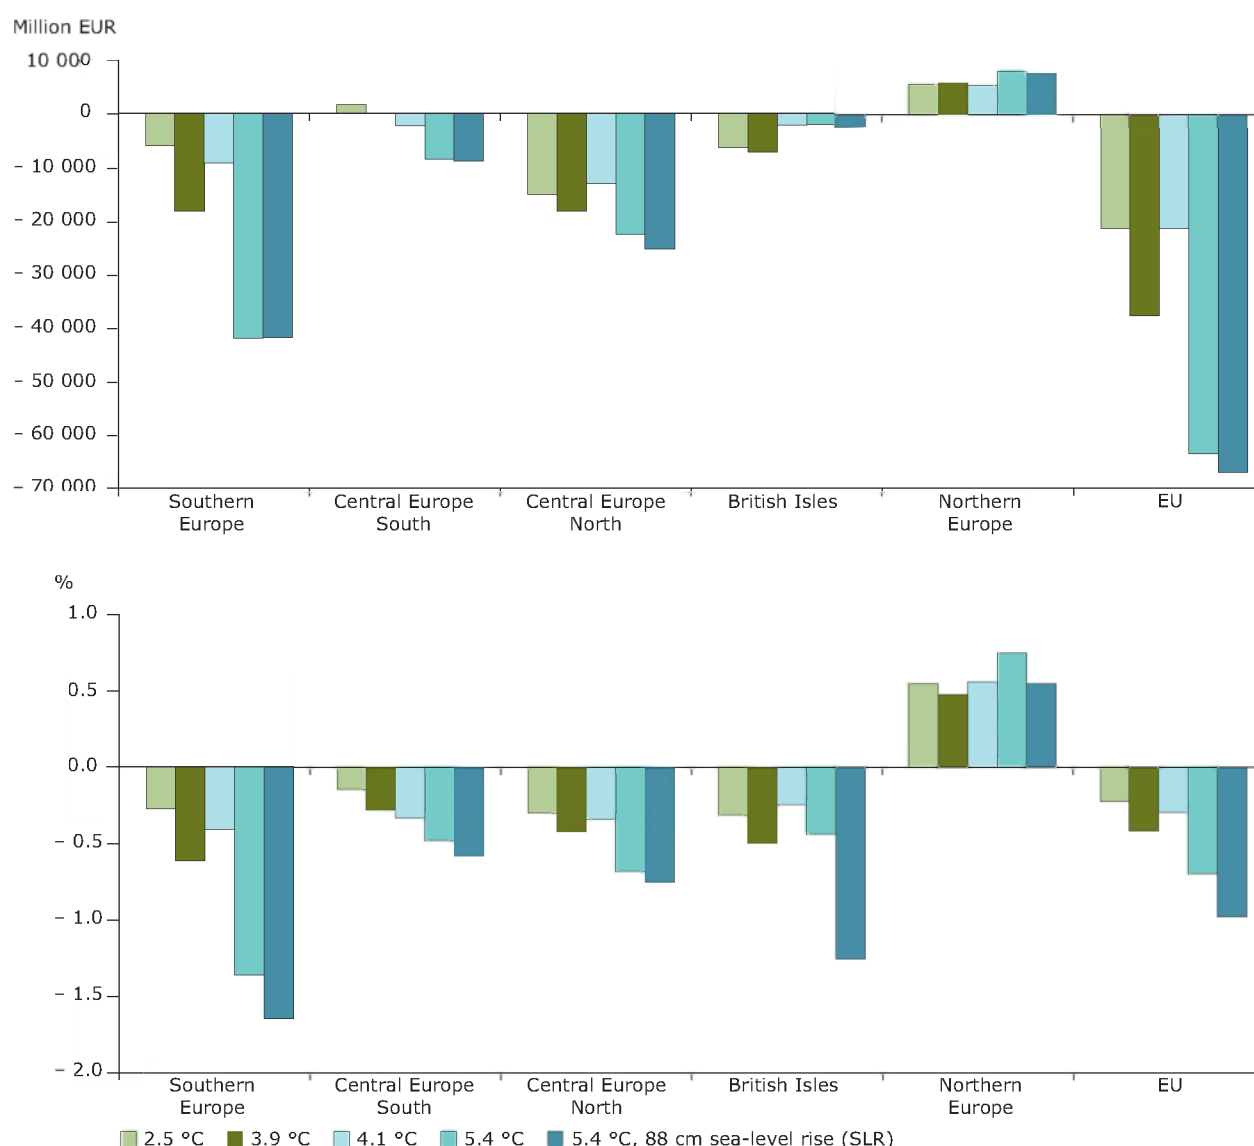 Million EUR
10 000
0
– 10 000
– 20 000
– 30 000
– 40 000
– 50 000
– 60 000
– 70 000
Southern Europe
Central Europe South
Central Europe North
British Isles
Northern Europe
EU
%
1.0
0.5
0.0
– 0.5
– 1.0
– 1.5
– 2.0
Southern Europe
Central Europe South
Central Europe North
British Isles
Northern Europe
EU
2.5 °C 3.9 °C 4.1 °C 5.4 °C 5.4 °C, 88 cm sea-level rise (SLR)